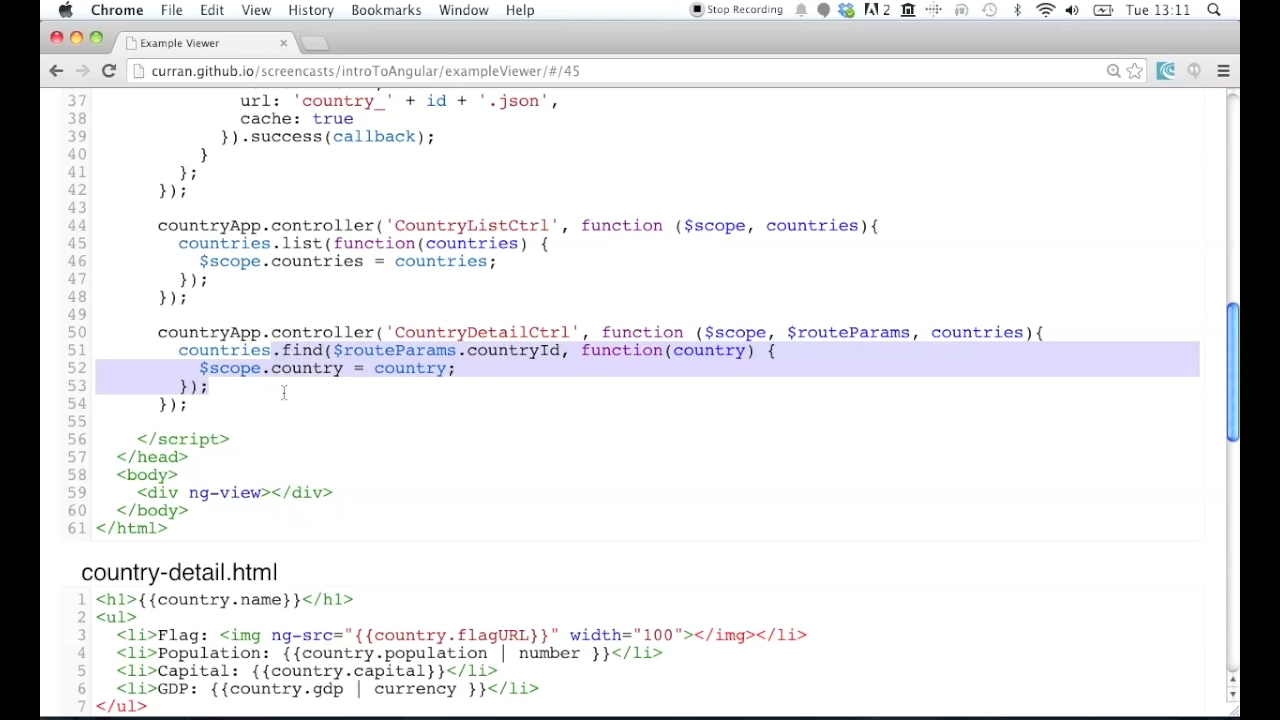 Chrome File Edit View History Bookmarks Window Help Stop Recording 2 Tue 13:11
Example Viewer
curran.github.io/screencasts/introToAngular/exampleViewer/#/45
37 url: 'country_' + id + '.json',
38 cache: true
39 }).success(callback);
40 }
41 };
42 });
43
44 countryApp.controller('CountryListCtrl', function ($scope, countries){
45 countries.list(function(countries) {
46 $scope.countries = countries;
47 });
48 });
49
50 countryApp.controller('CountryDetailCtrl', function ($scope, $routeParams, countries){
51 countries.find($routeParams.countryId, function(country) {
52 $scope.country = country;
53 });
54 });
55
56 </script>
57 </head>
58 <body>
59 <div ng-view></div>
60 </body>
61 </html>
country-detail.html
1 <h1>{{country.name}}</h1>
2 <ul>
3 <li>Flag: <img ng-src="{{country.flagURL}}" width="100"></img></li>
4 <li>Population: {{country.population | number }}</li>
5 <li>Capital: {{country.capital}}</li>
6 <li>GDP: {{country.gdp | currency }}</li>
7 </ul>